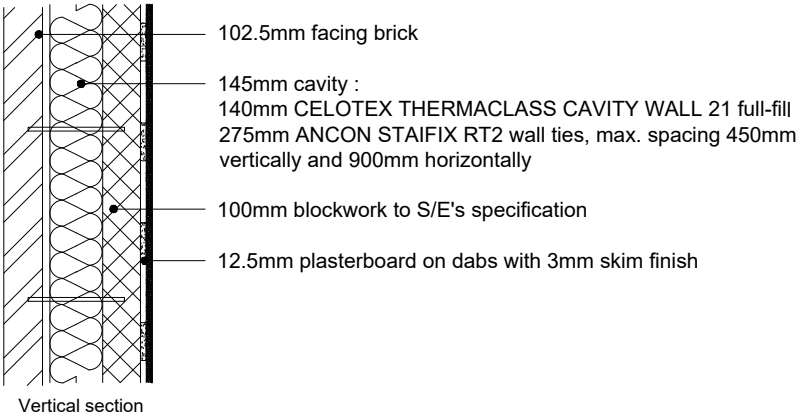 102.5mm facing brick
145mm cavity :
140mm CELOTEX THERMACLASS CAVITY WALL 21 full-fill
275mm ANCON STAIFIX RT2 wall ties, max. spacing 450mm
vertically and 900mm horizontally
100mm blockwork to S/E's specification
12.5mm plasterboard on dabs with 3mm skim finish
Vertical section